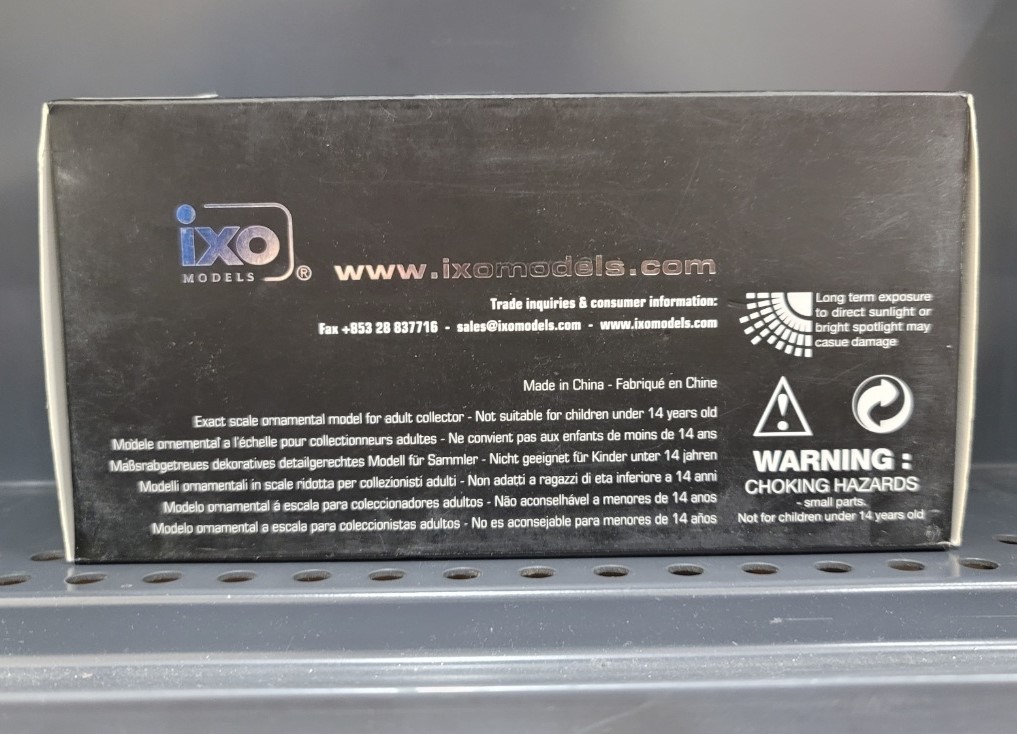 ixo
MODELS ®
www.ixomodels.com
Trade inquiries & consumer information:
Fax +853 28 837716 - sales@ixomodels.com - www.ixomodels.com
Long term exposure
to direct sunlight or
bright spotlight may
casue damage
Made in China - Fabriqué en Chine
Exact scale ornamental model for adult collector - Not suitable for children under 14 years old
Modele ornemental a l'échelle pour collectionneurs adultes - Ne convient pas aux enfants de moins de 14 ans
Maßsrabgetreues dekoratives detailgerechtes Modell für Sammler - Nicht geeignet für Kinder unter 14 jahren
Modelli ornamentali in scale ridotta per collezionisti adulti - Non adatti a ragazzi di eta inferiore a 14 anni
Modelo ornamental á escala para coleccionadores adultos - Não aconselhável a menores de 14 anos
Modelo ornamental a escala para coleccionistas adultos - No es aconsejable para menores de 14 años
WARNING :
CHOKING HAZARDS
- small parts.
Not for children under 14 years old